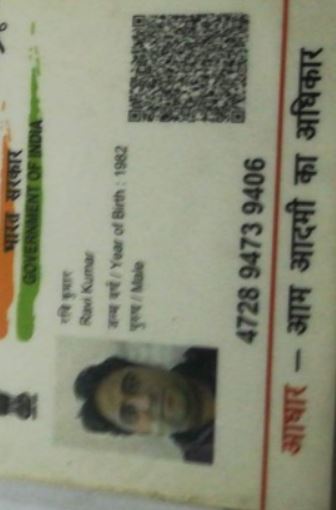 भारत सरकार
GOVERNMENT OF INDIA
रवि कुमार
Ravi Kumar
जन्म वर्ष / Year of Birth : 1982
पुरुष / Male
4728 9473 9406
आधार – आम आदमी का अधिकार